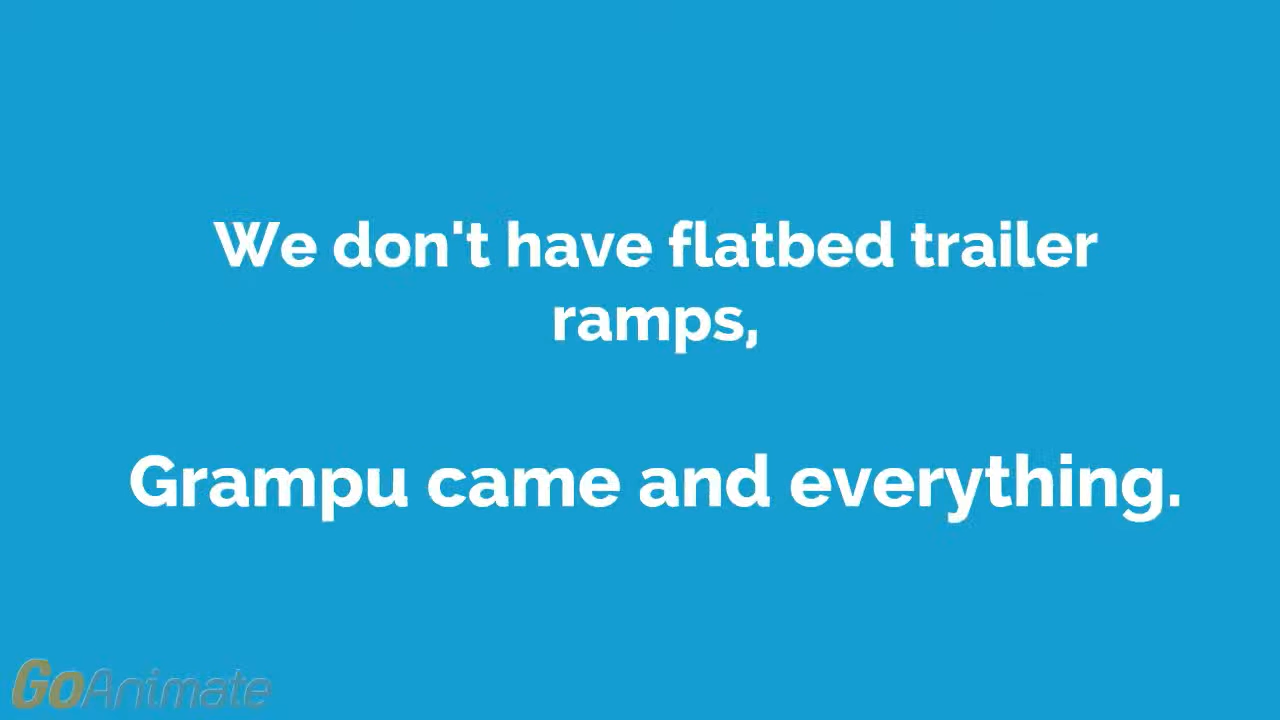 We don't have flatbed trailer
ramps,
Grampu came and everything.
GoAnimate